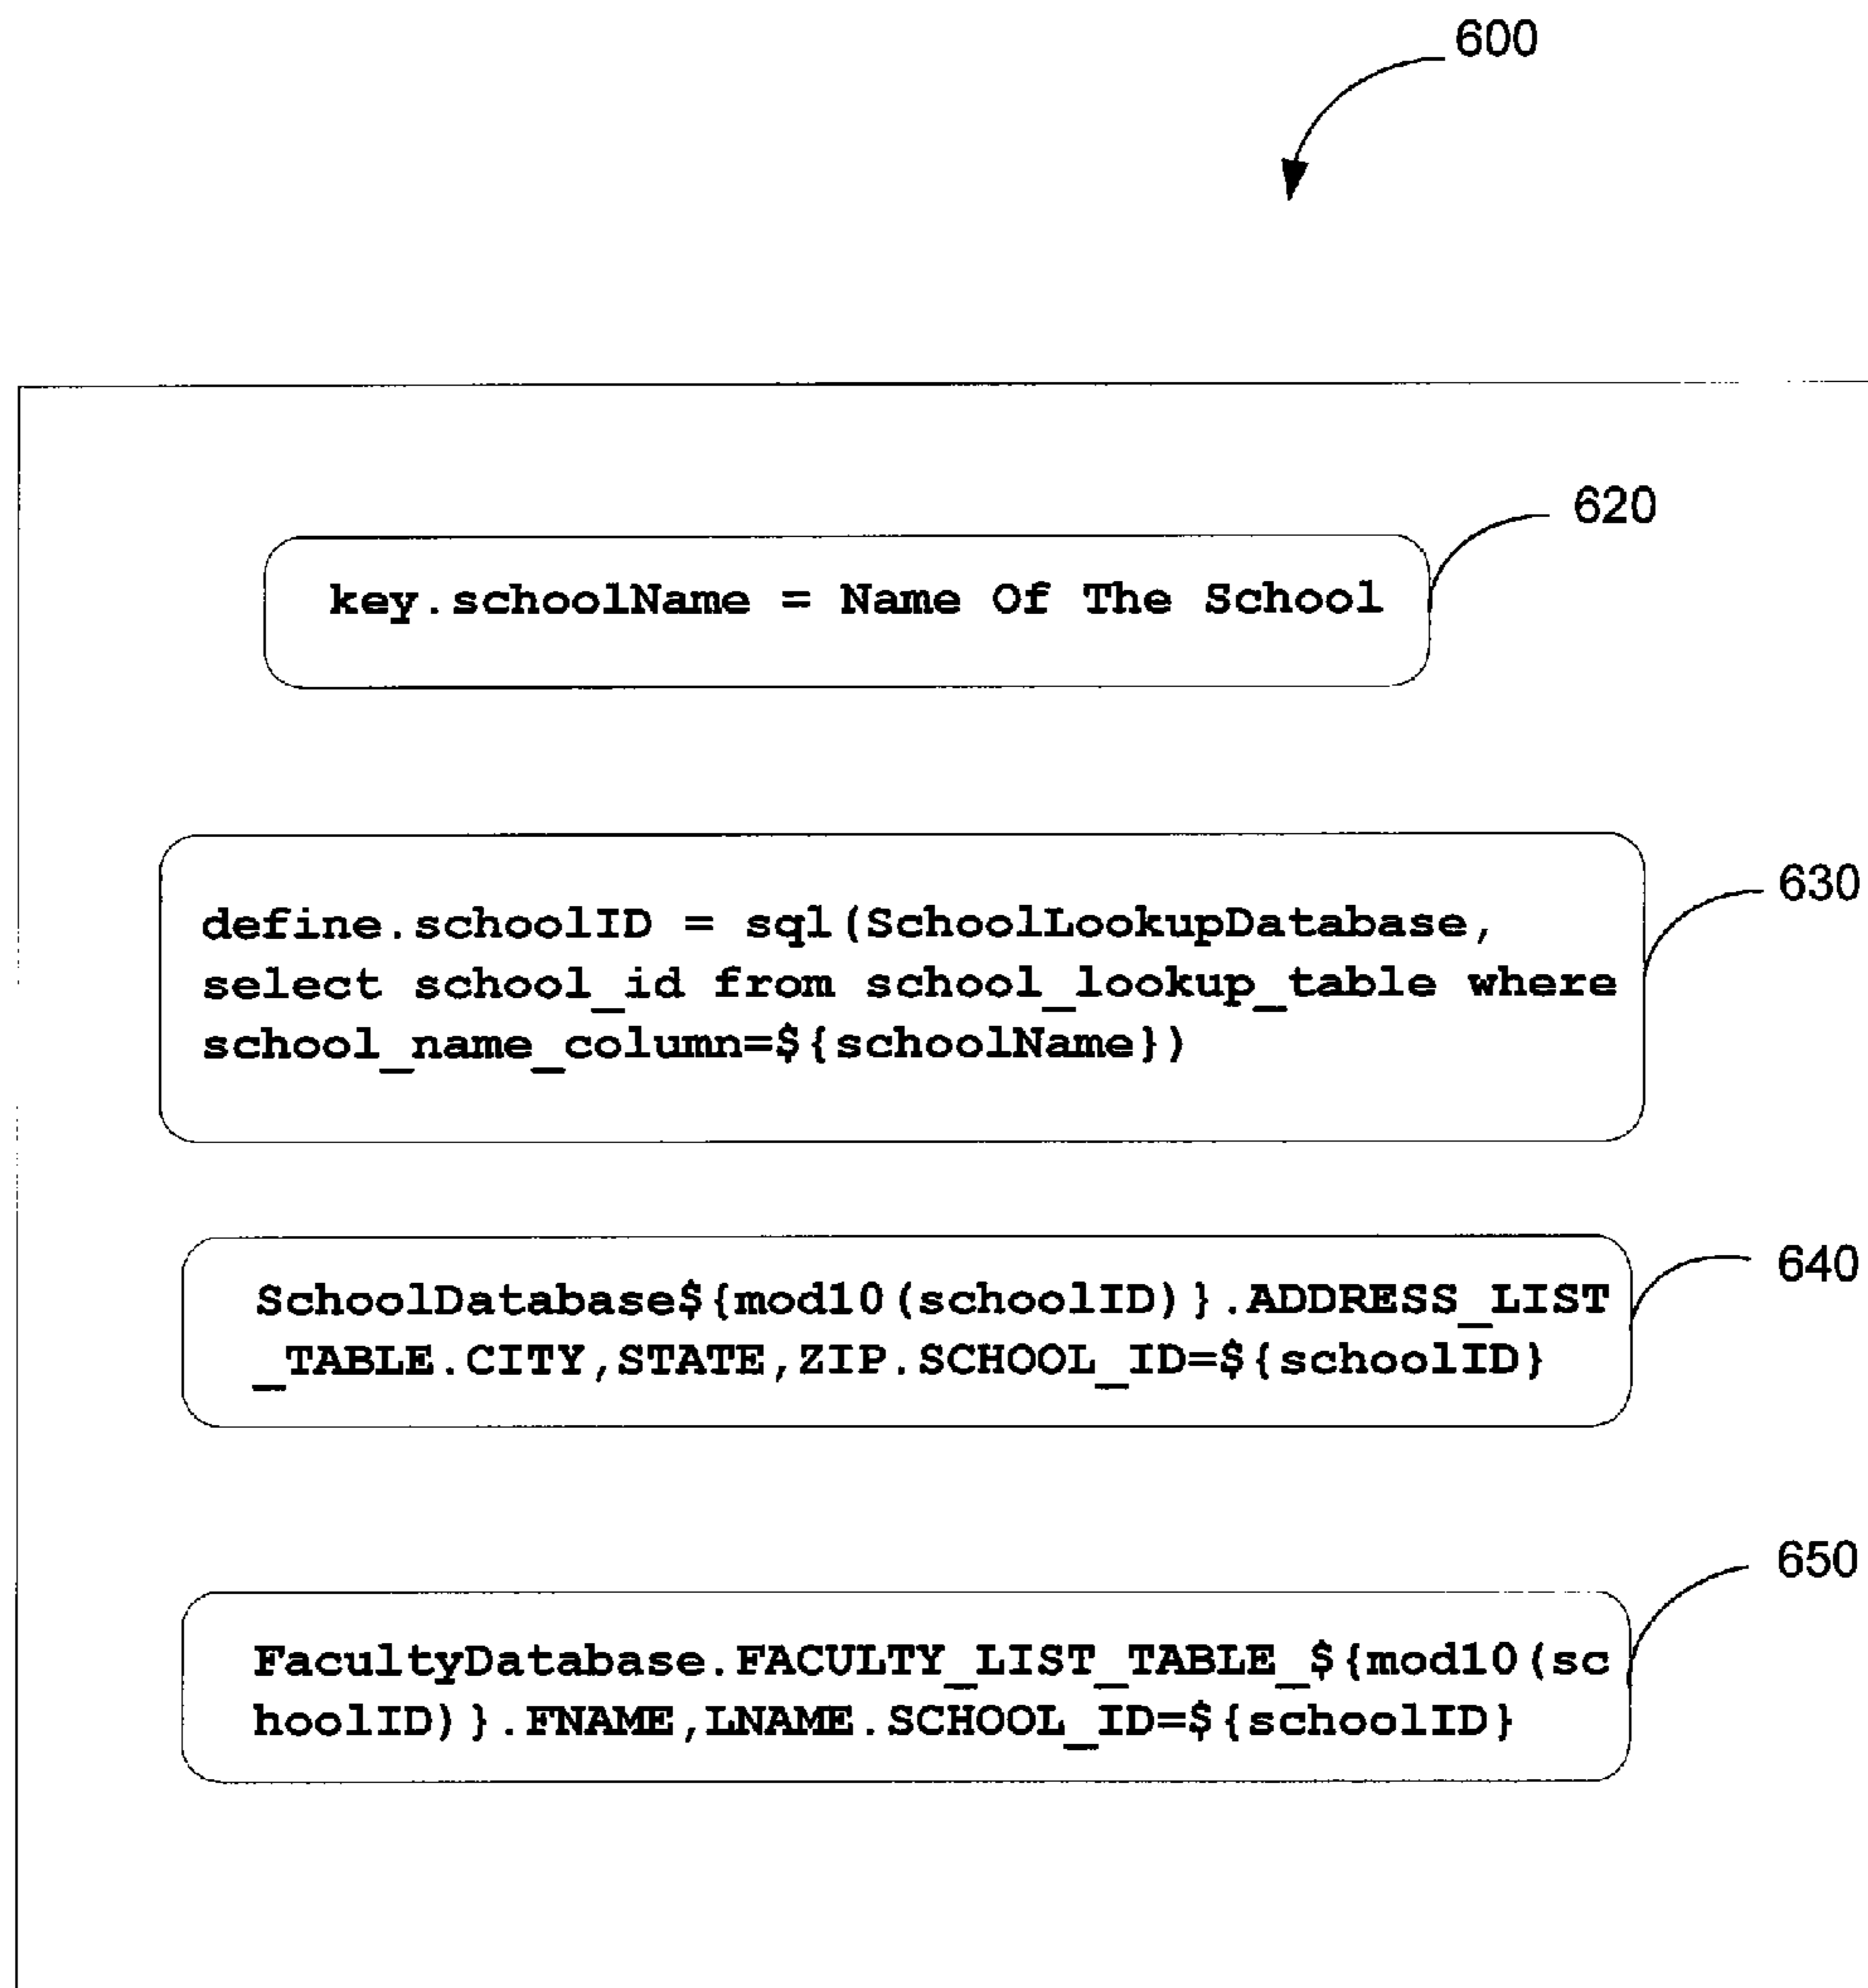 600
620
key.schoolName = Name Of The School
630
define.schoolID = sql(SchoolLookupDatabase,
select school_id from school_lookup_table where
school_name_column=${schoolName})
640
SchoolDatabase${mod10(schoolID)}.ADDRESS_LIST
_TABLE.CITY,STATE,ZIP.SCHOOL_ID=${schoolID}
650
FacultyDatabase.FACULTY_LIST_TABLE_${mod10(sc
hoolID)}.FNAME,LNAME.SCHOOL_ID=${schoolID}